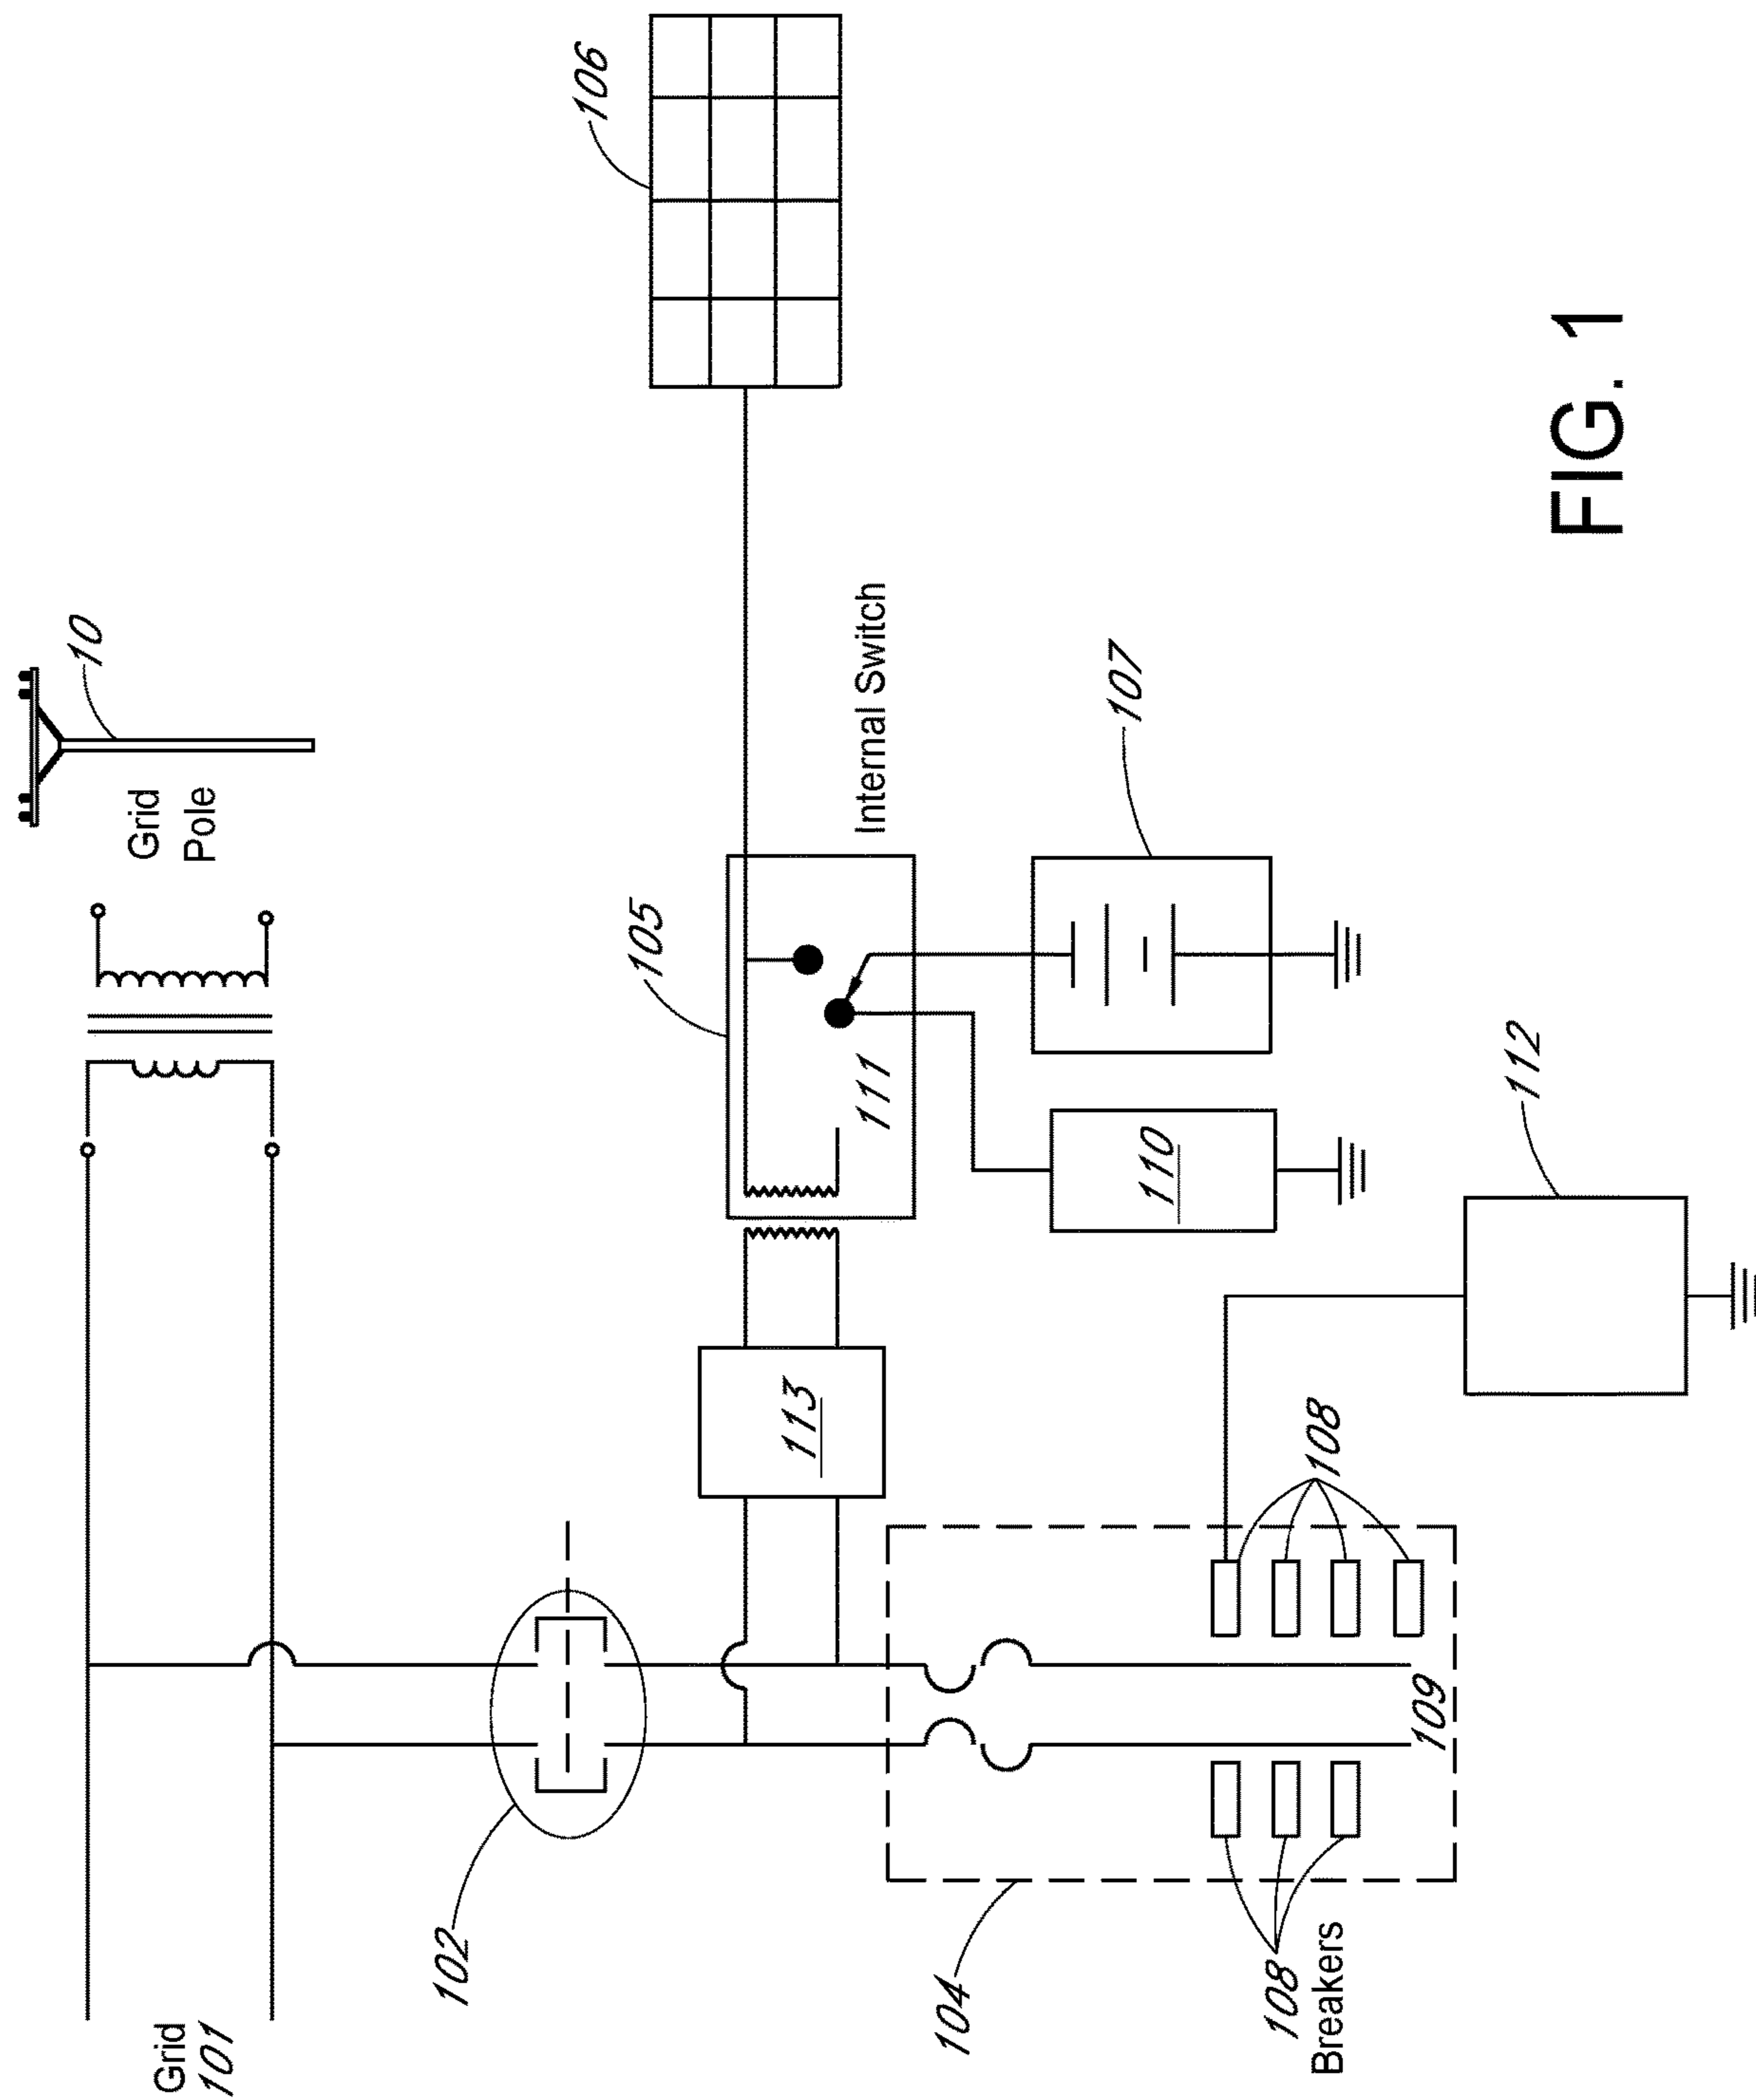 Grid
101
Grid
Pole
10
102
106
105
Internal Switch
111
113
107
110
104
108
108
Breakers
109
112
FIG. 1